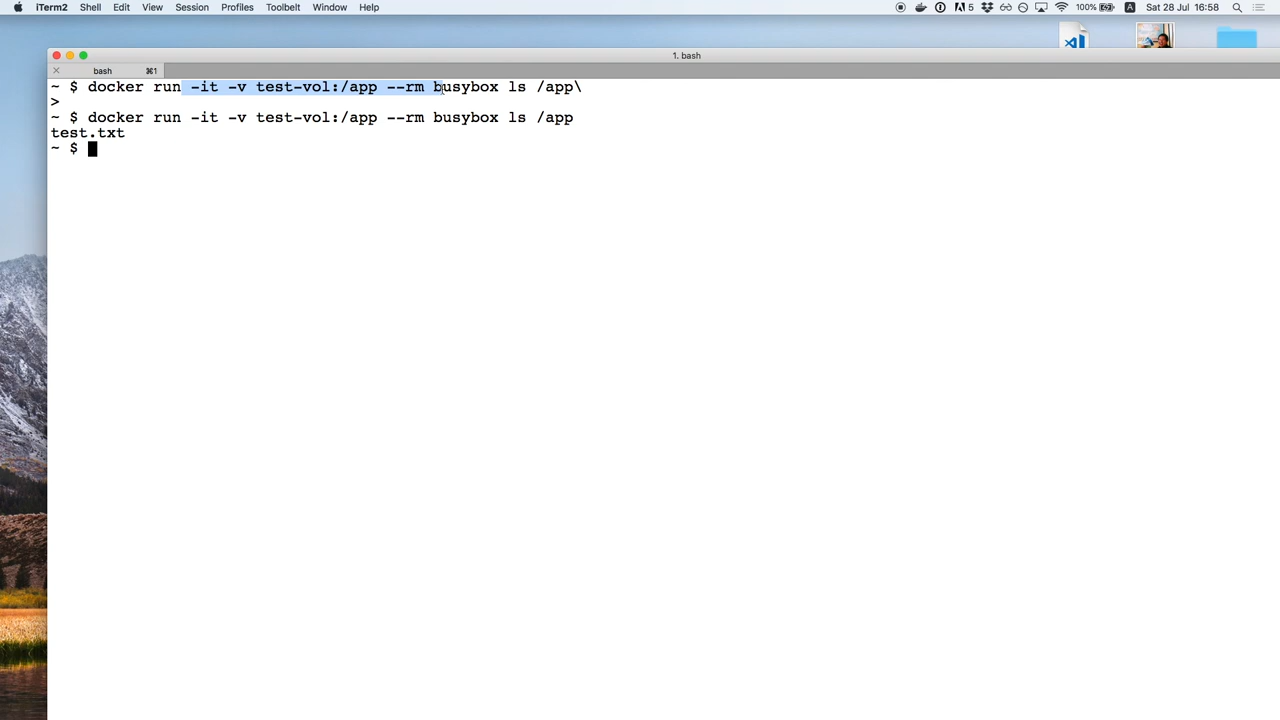 iTerm2 Shell Edit View Session Profiles Toolbelt Window Help 5 100% A Sat 28 Jul 16:58
1. bash
bash ⌘1
~ $ docker run -it -v test-vol:/app --rm busybox ls /app\
>
~ $ docker run -it -v test-vol:/app --rm busybox ls /app
test.txt
~ $